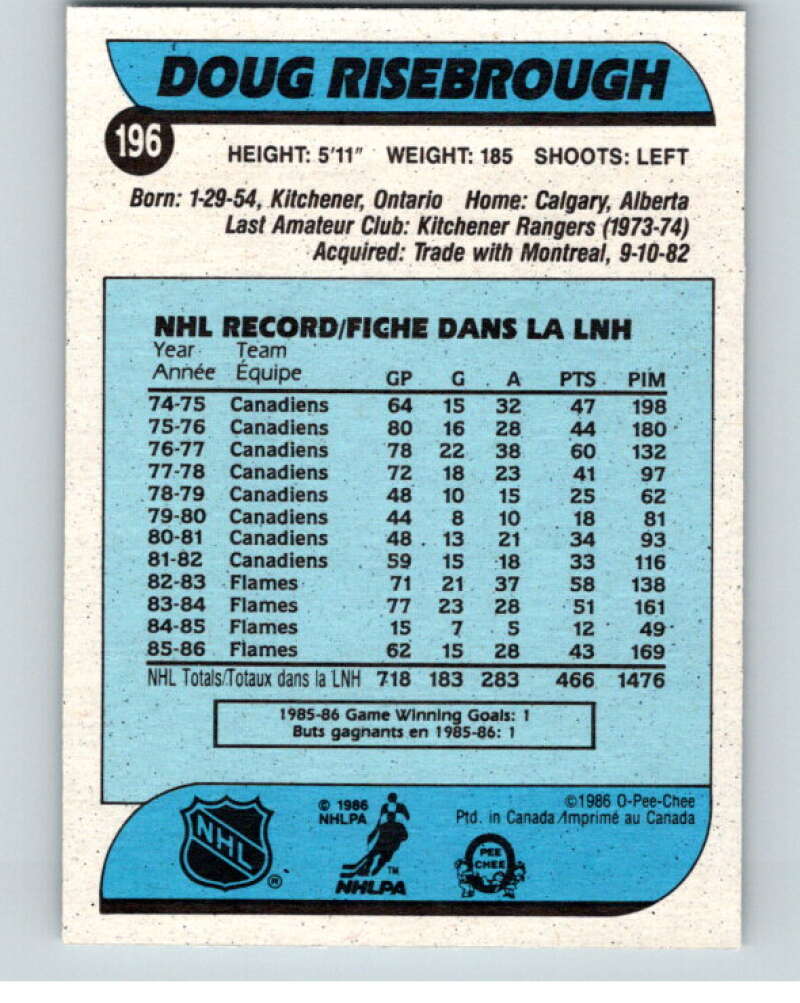 DOUG RISEBROUGH
196
HEIGHT: 5'11" WEIGHT: 185 SHOOTS: LEFT
Born: 1-29-54, Kitchener, Ontario Home: Calgary, Alberta
Last Amateur Club: Kitchener Rangers (1973-74)
Acquired: Trade with Montreal, 9-10-82
NHL RECORD/FICHE DANS LA LNH
Year Team
Année Équipe GP G A PTS PIM
74-75 Canadiens 64 15 32 47 198
75-76 Canadiens 80 16 28 44 180
76-77 Canadiens 78 22 38 60 132
77-78 Canadiens 72 18 23 41 97
78-79 Canadiens 48 10 15 25 62
79-80 Canadiens 44 8 10 18 81
80-81 Canadiens 48 13 21 34 93
81-82 Canadiens 59 15 18 33 116
82-83 Flames 71 21 37 58 138
83-84 Flames 77 23 28 51 161
84-85 Flames 15 7 5 12 49
85-86 Flames 62 15 28 43 169
NHL Totals/Totaux dans la LNH 718 183 283 466 1476
1985-86 Game Winning Goals: 1
Buts gagnants en 1985-86: 1
NHL ®
© 1986
NHLPA
TM
NHLPA
©1986 O-Pee-Chee
Ptd. in Canada/Imprimé au Canada
PEE
CHEE